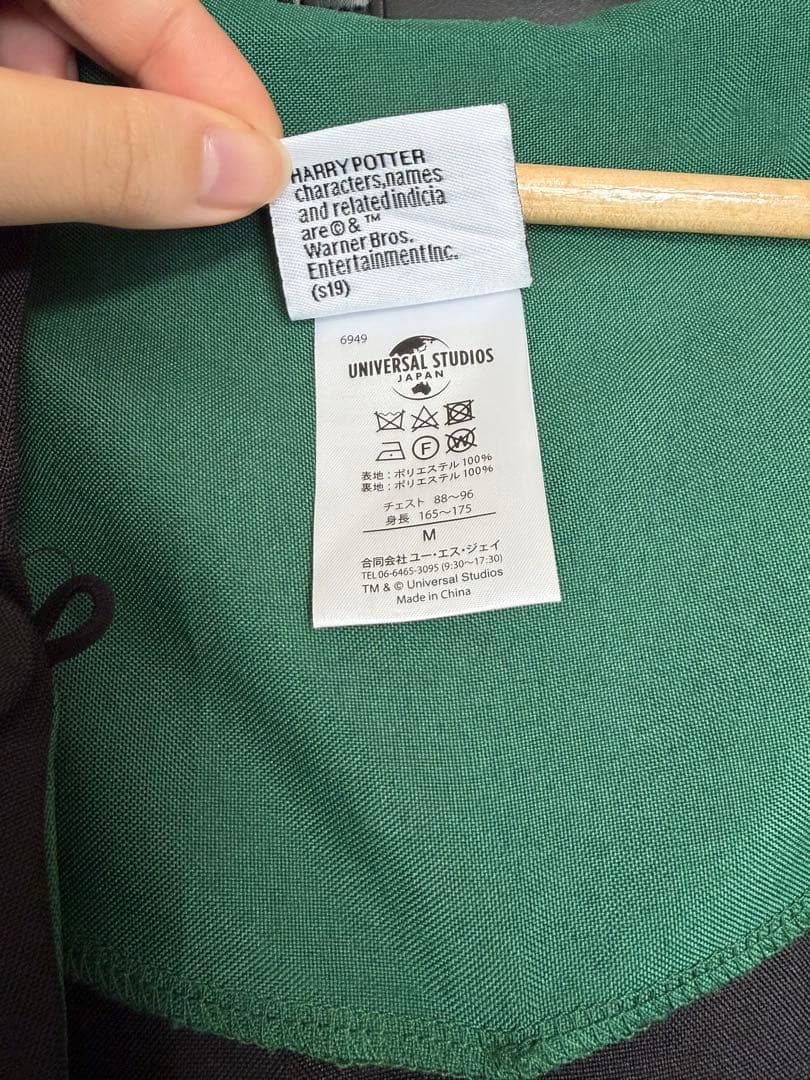 HARRY POTTER
characters,names
and related indicia
are © & ™
Warner Bros.
Entertainment Inc.
(s19)
6949
UNIVERSAL STUDIOS
JAPAN
F
W
表地：ポリエステル 100%
裏地：ポリエステル 100%
チェスト 88～96
身長 165～175
M
合同会社ユー・エス・ジェイ
TEL 06-6465-3095 (9:30～17:30)
TM & © Universal Studios
Made in China